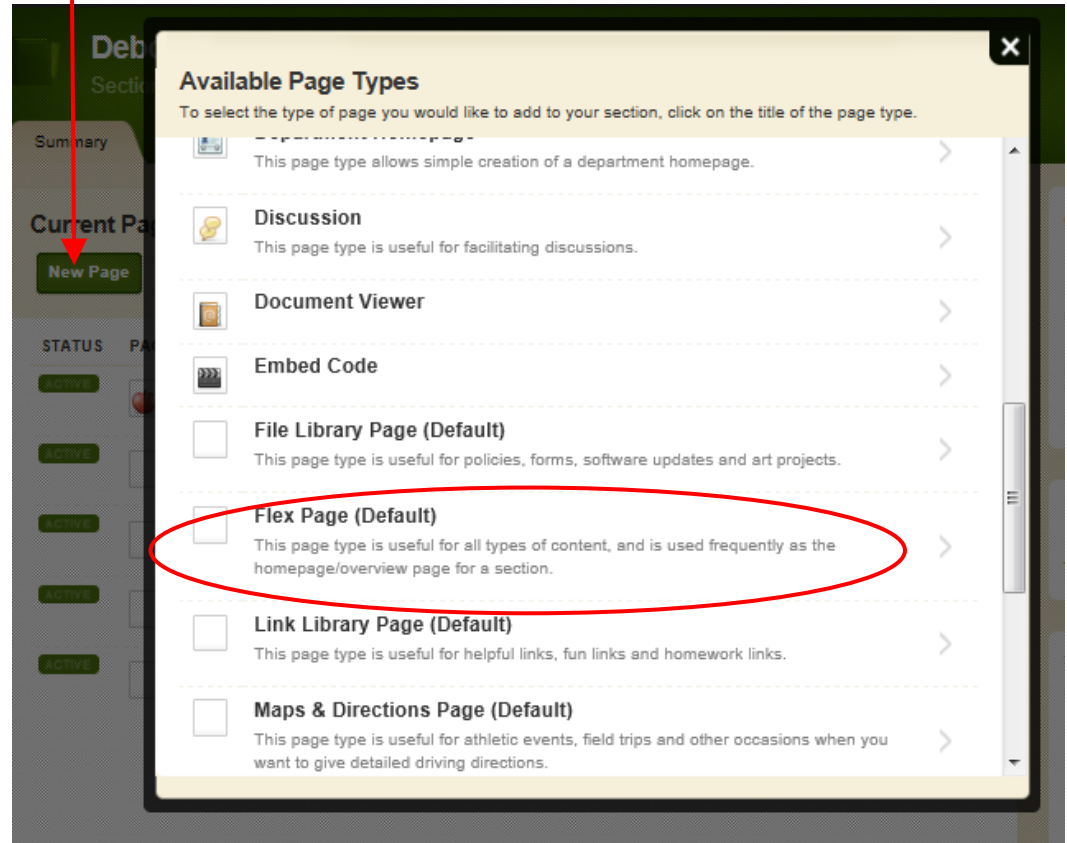 Deb
Section
Summary
Current Pa
New Page
STATUS PA
ACTIVE
ACTIVE
ACTIVE
ACTIVE
ACTIVE
Available Page Types
To select the type of page you would like to add to your section, click on the title of the page type.
Department Homepage
This page type allows simple creation of a department homepage.
Discussion
This page type is useful for facilitating discussions.
Document Viewer
Embed Code
File Library Page (Default)
This page type is useful for policies, forms, software updates and art projects.
Flex Page (Default)
This page type is useful for all types of content, and is used frequently as the
homepage/overview page for a section.
Link Library Page (Default)
This page type is useful for helpful links, fun links and homework links.
Maps & Directions Page (Default)
This page type is useful for athletic events, field trips and other occasions when you
want to give detailed driving directions.